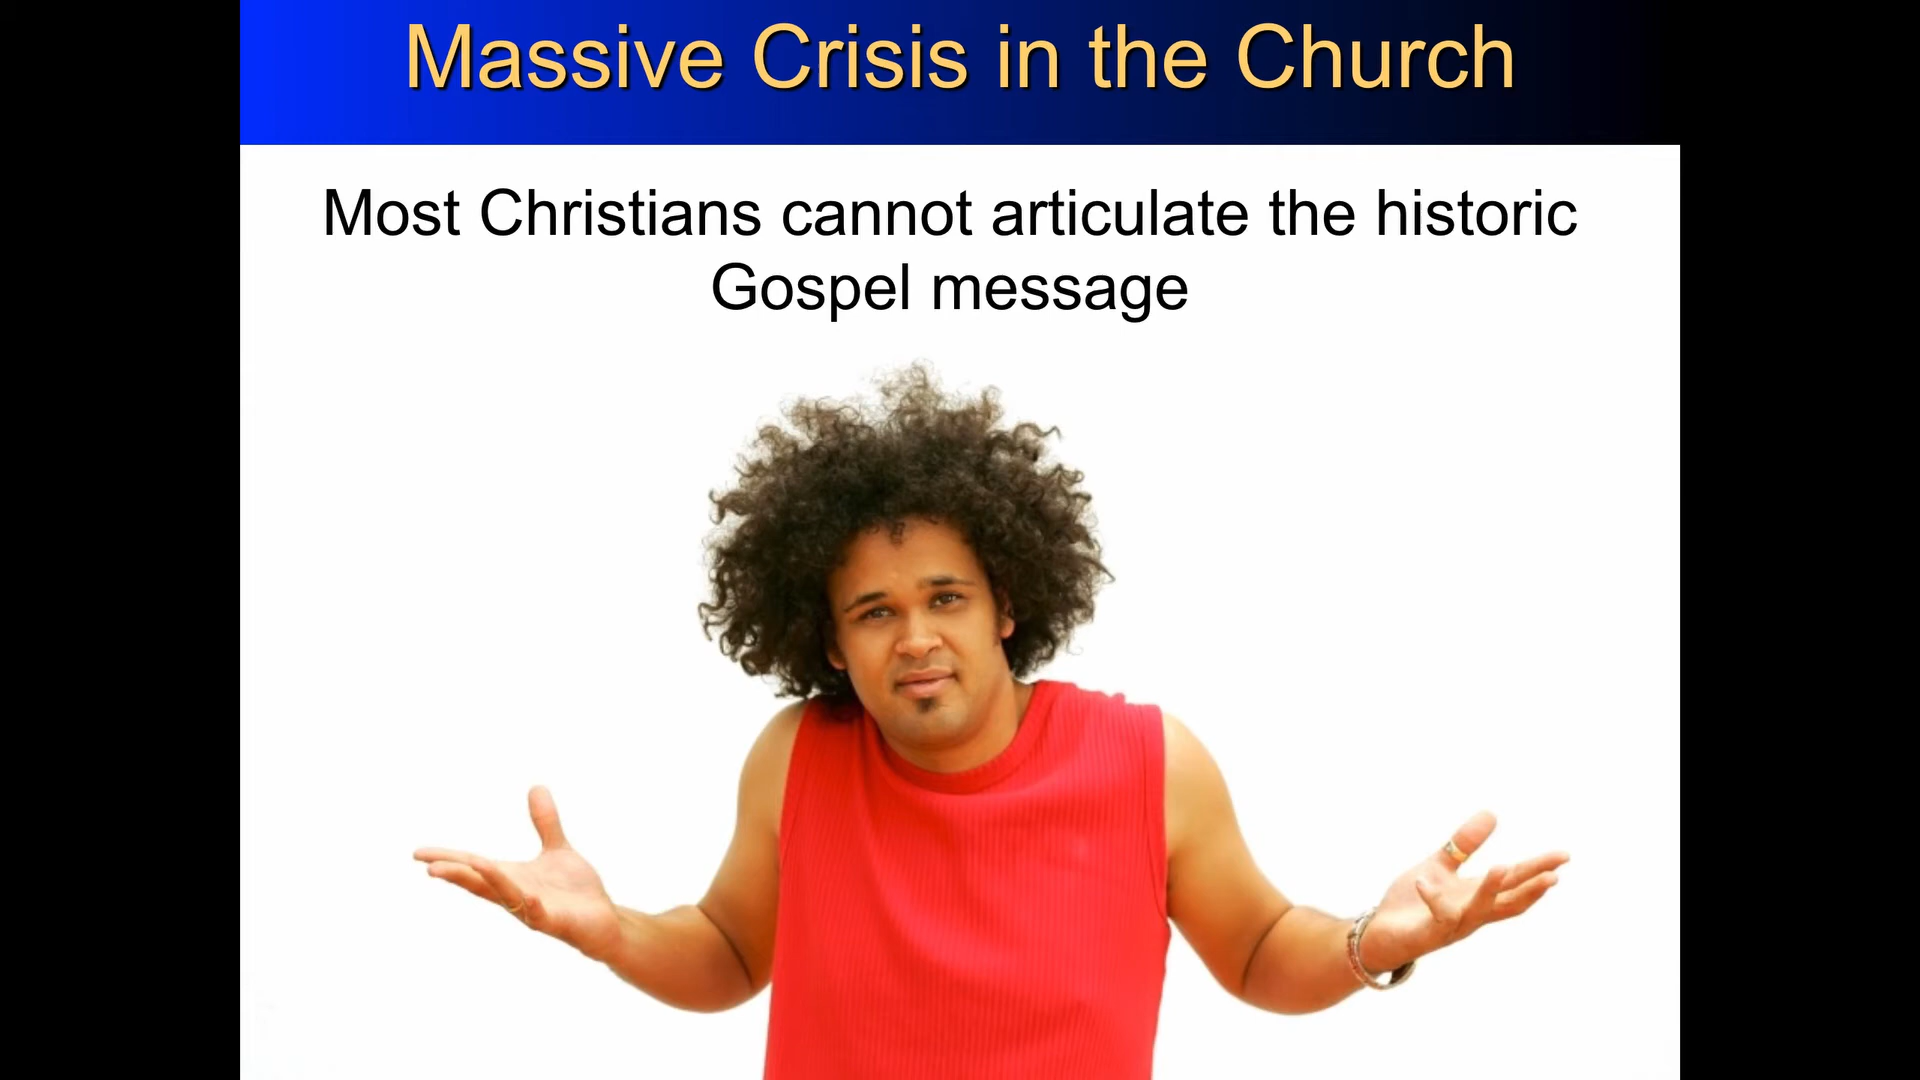 Massive Crisis in the Church
Most Christians cannot articulate the historic
Gospel message